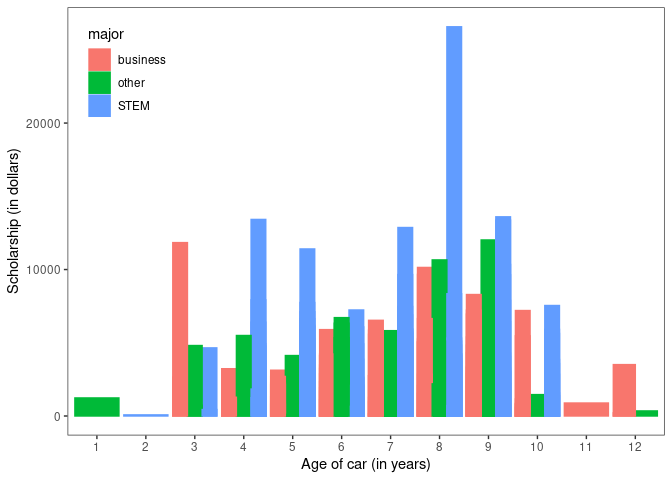 major
business
other
STEM
20000
10000
0
Scholarship (in dollars)
1 2 3 4 5 6 7 8 9 10 11 12
Age of car (in years)